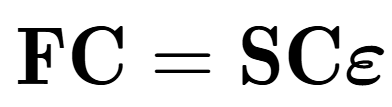 𝐅𝐂 = 𝐒𝐂𝜺